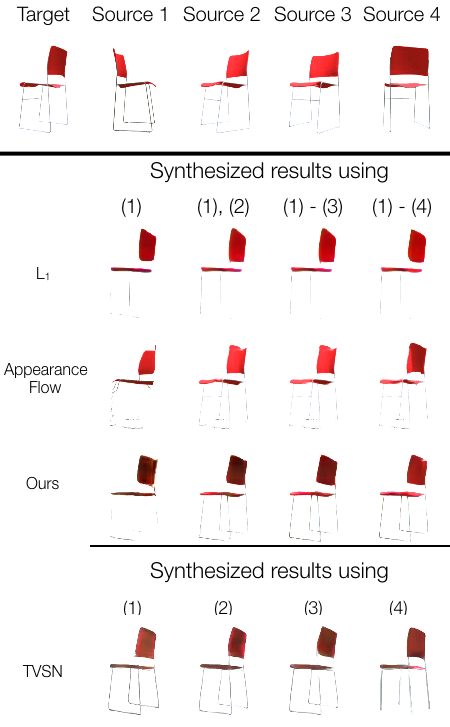 Target Source 1 Source 2 Source 3 Source 4
Synthesized results using
(1) (1), (2) (1) - (3) (1) - (4)
L₁
Appearance
Flow
Ours
Synthesized results using
(1) (2) (3) (4)
TVSN